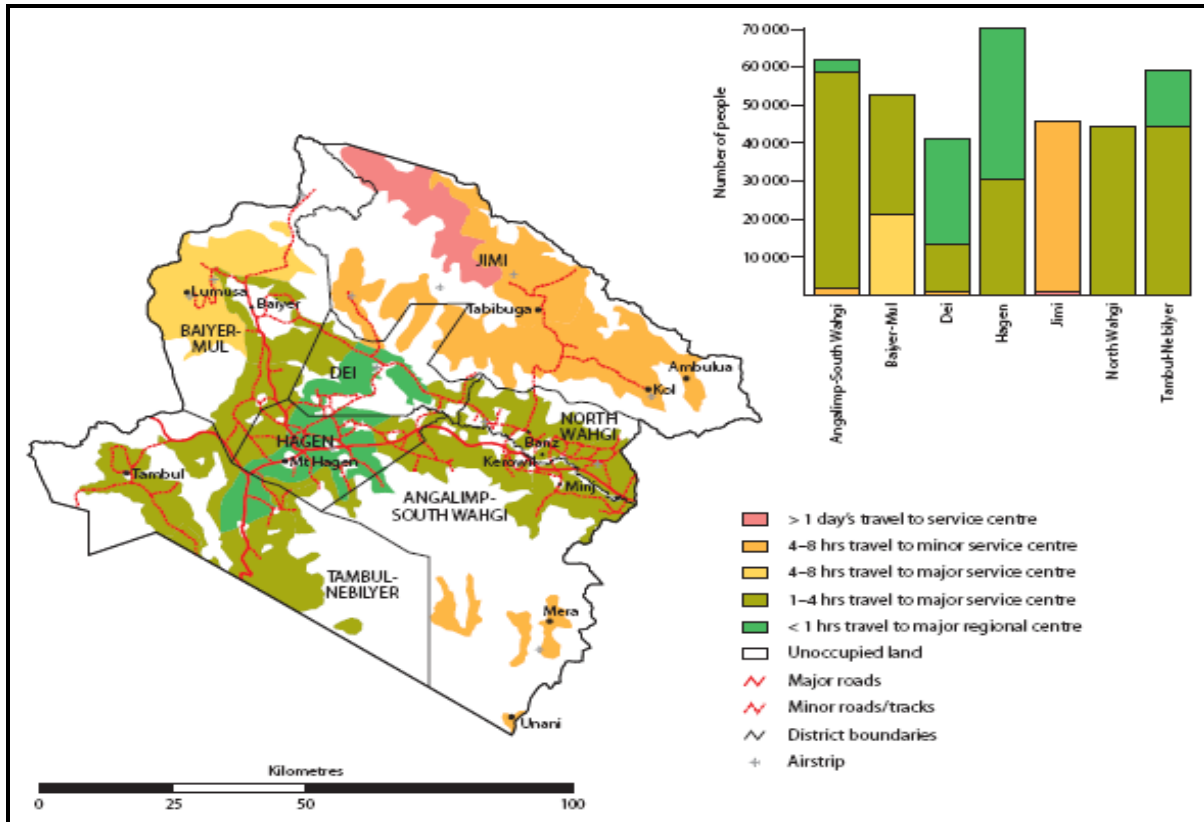 70 000
60 000
50 000
40 000
30 000
20 000
10 000
Number of people
Angalimp-South Wahgi
Baiyer-Mul
Dei
Hagen
Jimi
North Wahgi
Tambul-Nebilyer
JIMI
Lumusa
Baiyer
Tabibuga
BAIYER-
MUL
Ambulua
DEI
Kol
NORTH
WAHGI
HAGEN
Banz
Mt Hagen
Kerowil
Tambul
Minj
ANGALIMP-
SOUTH WAHGI
TAMBUL-
NEBILYER
Mera
Unani
> 1 day's travel to service centre
4–8 hrs travel to minor service centre
4–8 hrs travel to major service centre
1–4 hrs travel to major service centre
< 1 hrs travel to major regional centre
Unoccupied land
Major roads
Minor roads/tracks
District boundaries
Airstrip
Kilometres
0 25 50 100